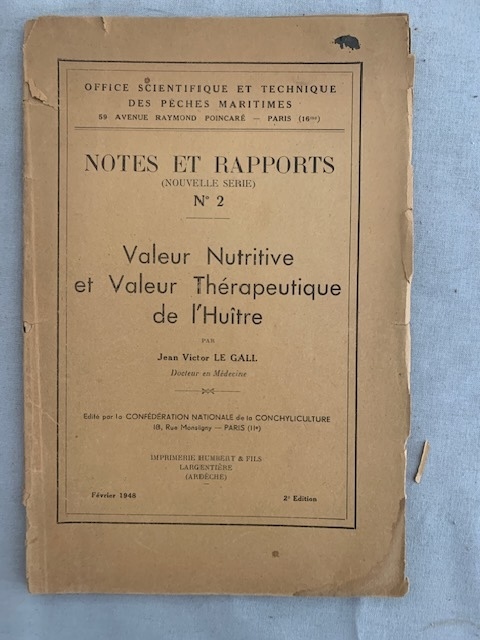 OFFICE SCIENTIFIQUE ET TECHNIQUE
DES PÊCHES MARITIMES
59 AVENUE RAYMOND POINCARÉ — PARIS (16me)
NOTES ET RAPPORTS
(NOUVELLE SERIE)
N° 2
Valeur Nutritive
et Valeur Thérapeutique
de l'Huître
PAR
Jean Victor LE GALL
Docteur en Médecine
Edité par la CONFÉDÉRATION NATIONALE de la CONCHYLICULTURE
10, Rue Monsigny — PARIS (IIe)
IMPRIMERIE HUMBERT & FILS
LARGENTIÈRE
(ARDÈCHE)
Février 1948 2e Edition